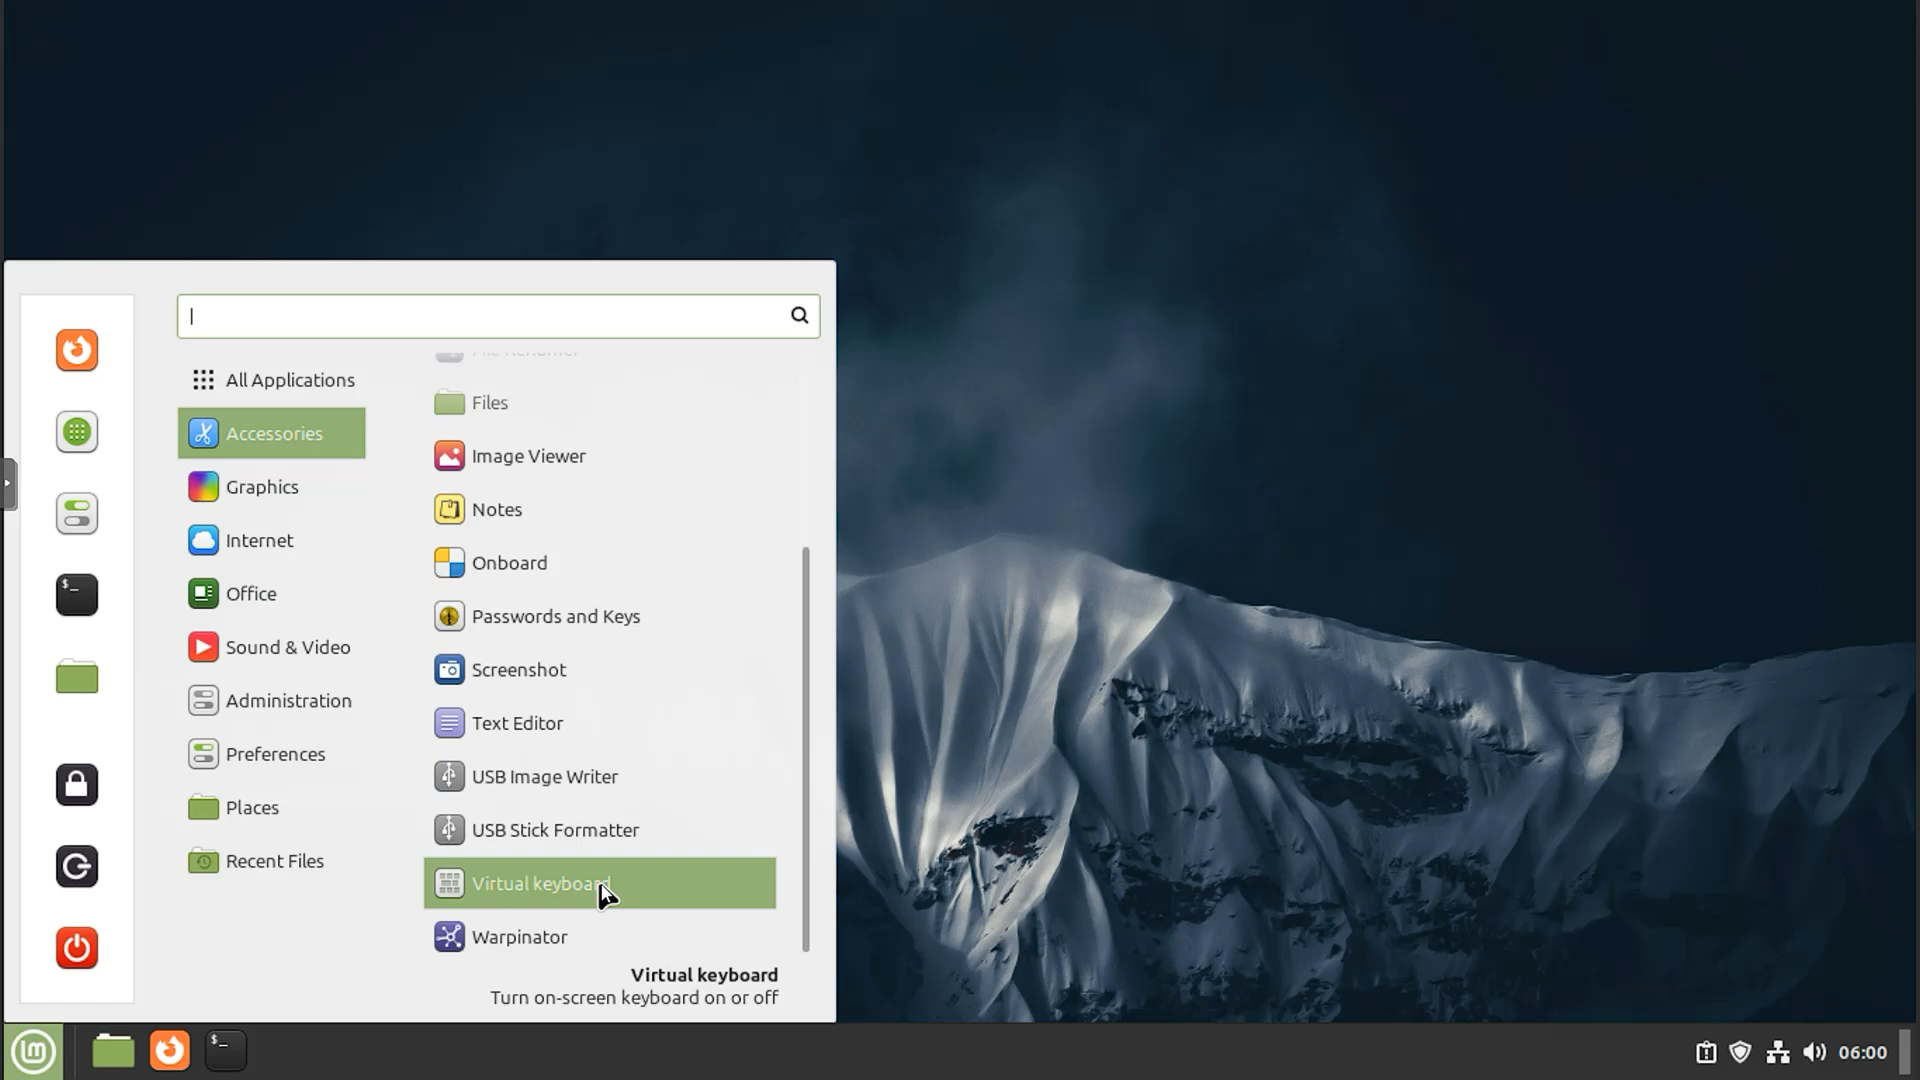 All Applications
Accessories
Graphics
Internet
Office
Sound & Video
Administration
Preferences
Places
Recent Files
File Renamer
Files
Image Viewer
Notes
Onboard
Passwords and Keys
Screenshot
Text Editor
USB Image Writer
USB Stick Formatter
Virtual keyboard
Warpinator
Virtual keyboard
Turn on-screen keyboard on or off
06:00